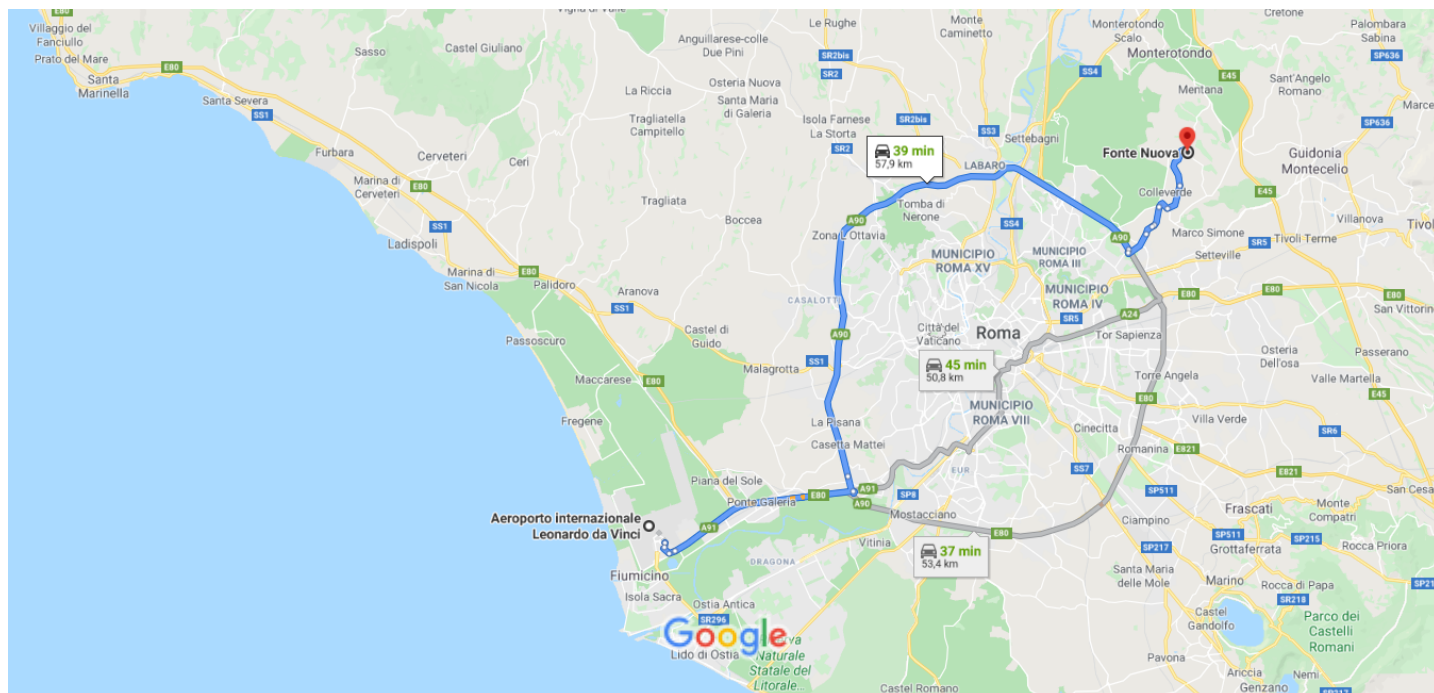 Villaggio del
Fanciullo
Prato del Mare
Santa
Marinella
E80
Sasso
Castel Giuliano
Anguillarese-colle
Due Pini
Le Rughe
SR2bis
SR2
Monte
Caminetto
Monterotondo
Scalo
SS4
Monterotondo
Cretone
Palombara
Sabina
SP636
E45
Sant'Angelo
Romano
Mentana
Santa Severa
SS1
La Riccia
Osteria Nuova
Santa Maria
di Galeria
Tragliatella
Campitello
Isola Farnese
La Storta
SR2
SR2bis
SS3
Settebagni
SP636
Furbara
Cerveteri
Ceri
39 min
57,9 km
LABARO
Fonte Nuova
Guidonia
Montecelio
Marina di
Cerveteri
Tragliata
Boccea
Tomba di
Nerone
Colleverde
E45
SS1
Ladispoli
A90
Zona L'Ottavia
SS4
A90
Marco Simone
Villanova
SR5
Tivoli Terme
Setteville
MUNICIPIO
ROMA XV
MUNICIPIO
ROMA III
Marina di
San Nicola
E80
Palidoro
Aranova
SS1
CASALOTTI
MUNICIPIO
ROMA IV
E80
E80
San Vittorino
Passoscuro
Castel di
Guido
A90
Città del
Vaticano
Roma
SR5
A24
Tor Sapienza
Malagrotta
SS1
45 min
50,8 km
Osteria
Dell'osa
Passerano
Maccarese
E80
Torre Angela
Valle Martella
E45
Fregene
La Pisana
MUNICIPIO
ROMA VIII
E80
Villa Verde
Casetta Mattei
Cinecittà
SR6
Romanina
E821
E821
Piana del Sole
EUR
SS7
SP511
San Cesa
Ponte Galeria
E80
A91
A90
SP8
Mostacciano
Frascati
Monte
Compatri
Aeroporto internazionale
Leonardo da Vinci
A91
E80
Ciampino
SP511
SP215
Vitinia
SP217
Grottaferrata
Rocca Priora
37 min
53,4 km
DRAGONA
Fiumicino
Isola Sacra
Santa Maria
delle Mole
Marino
Rocca di Papa
SR218
Ostia Antica
SR296
Google
Lido di Ostia
Naturale
Statale del
Litorale...
Castel
Gandolfo
Parco dei
Castelli
Romani
Pavona
Ariccia
Nemi
Castel Romano
SP217
Genzano